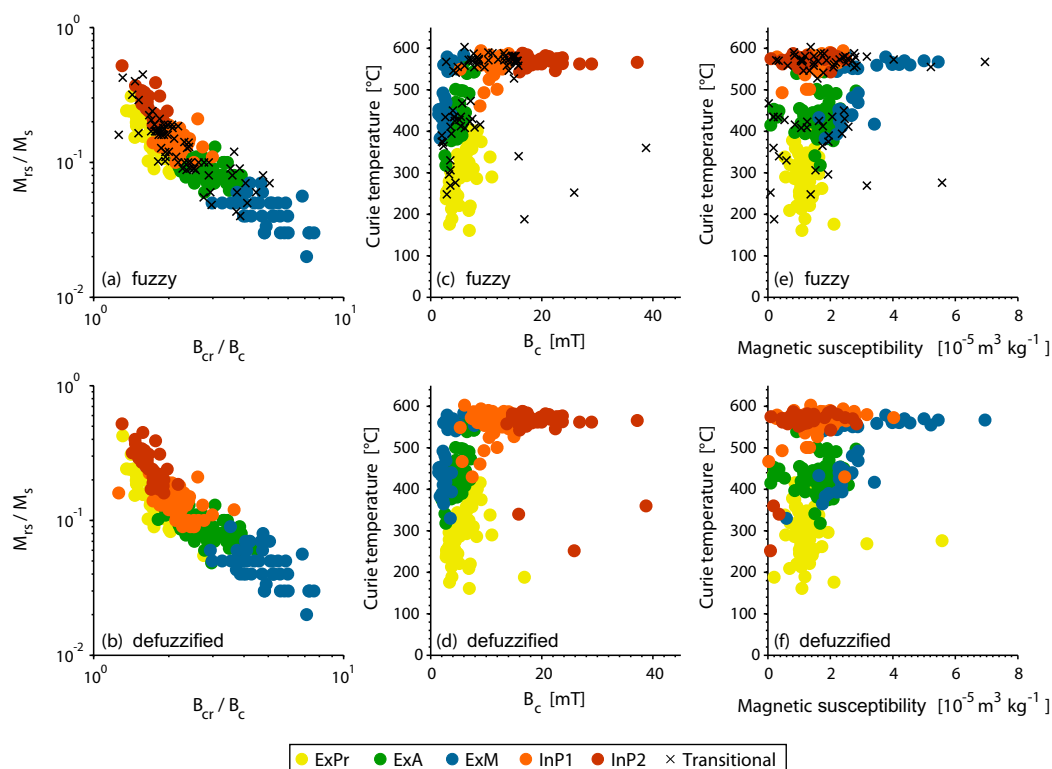 10⁰
10⁻¹
10⁻²
10⁰
10¹
M_rs / M_s
B_cr / B_c
(a) fuzzy
600
500
400
300
200
100
0
0
20
40
Curie temperature [°C]
B_c [mT]
(c) fuzzy
600
500
400
300
200
100
0
0
2
4
6
8
Curie temperature [°C]
Magnetic susceptibility [10⁻⁵ m³ kg⁻¹]
(e) fuzzy
10⁰
10⁻¹
10⁻²
10⁰
10¹
M_rs / M_s
B_cr / B_c
(b) defuzzified
600
500
400
300
200
100
0
0
20
40
Curie temperature [°C]
B_c [mT]
(d) defuzzified
600
500
400
300
200
100
0
0
2
4
6
8
Curie temperature [°C]
Magnetic susceptibility [10⁻⁵ m³ kg⁻¹]
(f) defuzzified
ExPr ExA ExM InP1 InP2 Transitional